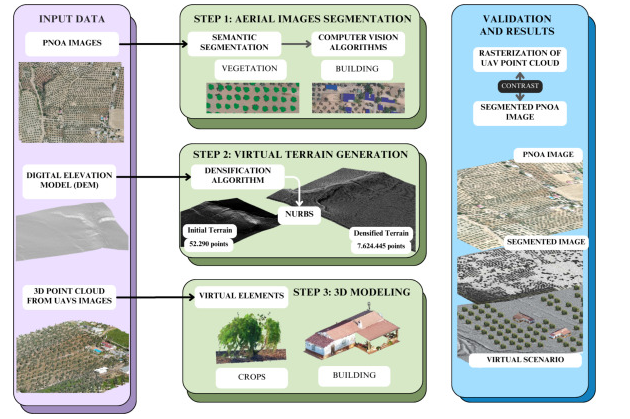 INPUT DATA
PNOA IMAGES
DIGITAL ELEVATION
MODEL (DEM)
3D POINT CLOUD
FROM UAVS IMAGES
STEP 1: AERIAL IMAGES SEGMENTATION
SEMANTIC
SEGMENTATION
COMPUTER VISION
ALGORITHMS
VEGETATION
BUILDING
STEP 2: VIRTUAL TERRAIN GENERATION
DENSIFICATION
ALGORITHM
NURBS
Initial Terrain
52.290 points
Densified Terrain
7.624.445 points
STEP 3: 3D MODELING
VIRTUAL ELEMENTS
CROPS
BUILDING
VALIDATION
AND RESULTS
RASTERIZATION OF
UAV POINT CLOUD
CONTRAST
SEGMENTED PNOA
IMAGE
PNOA IMAGE
SEGMENTED IMAGE
VIRTUAL SCENARIO